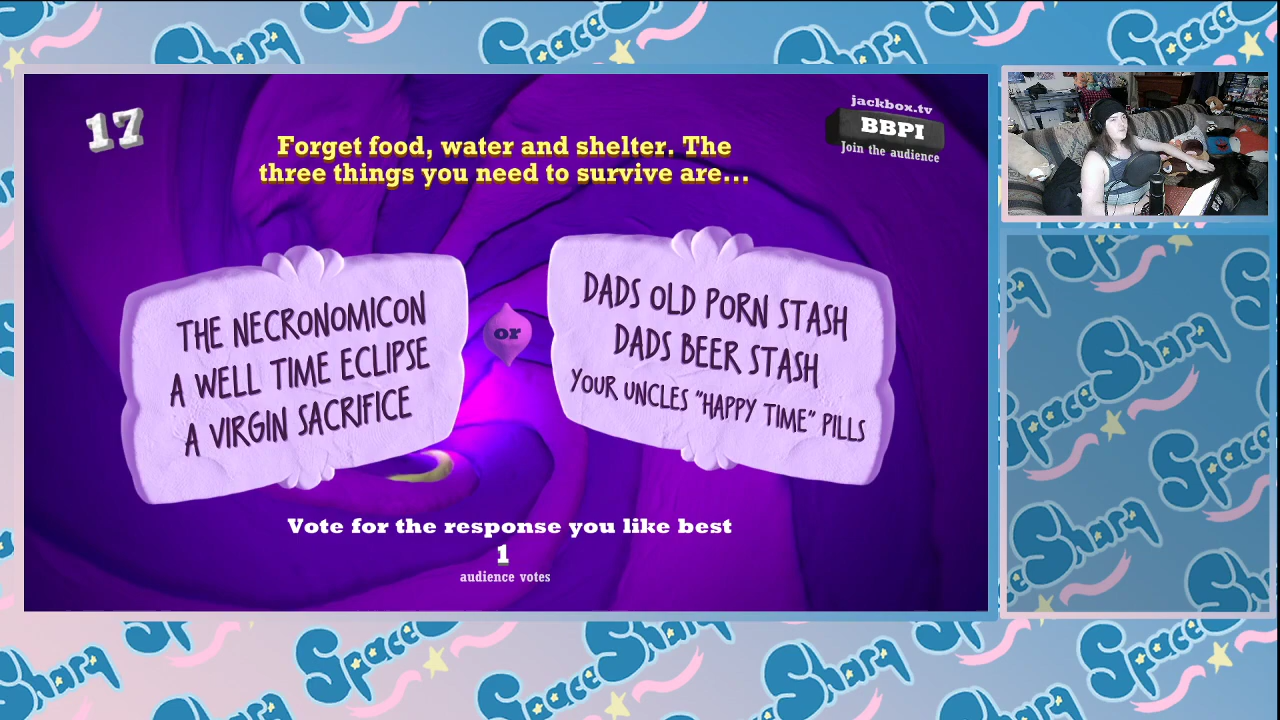 17
jackbox.tv
BBPI
Join the audience
Forget food, water and shelter. The
three things you need to survive are...
THE NECRONOMICON
A WELL TIME ECLIPSE
A VIRGIN SACRIFICE
or
DADS OLD PORN STASH
DADS BEER STASH
YOUR UNCLES "HAPPY TIME" PILLS
Vote for the response you like best
1
audience votes
Space Sharq